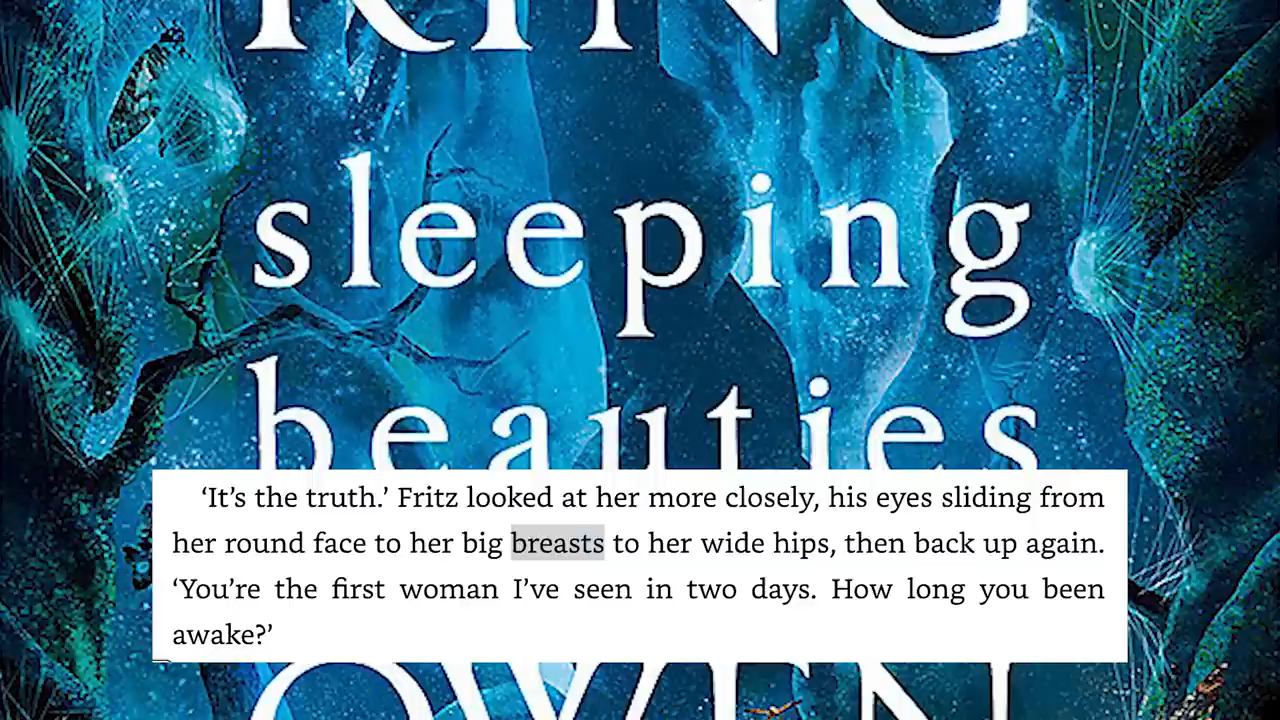 KING
sleeping
beauties
‘It’s the truth.’ Fritz looked at her more closely, his eyes sliding from
her round face to her big breasts to her wide hips, then back up again.
‘You’re the first woman I’ve seen in two days. How long you been
awake?’
OWEN